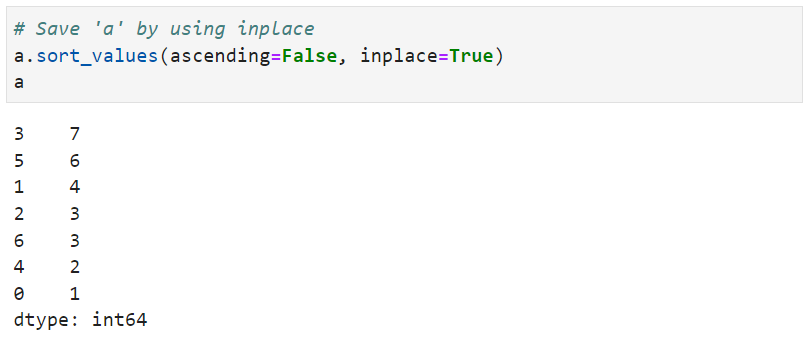 # Save 'a' by using inplace
a.sort_values(ascending=False, inplace=True)
a
3    7
5    6
1    4
2    3
6    3
4    2
0    1
dtype: int64